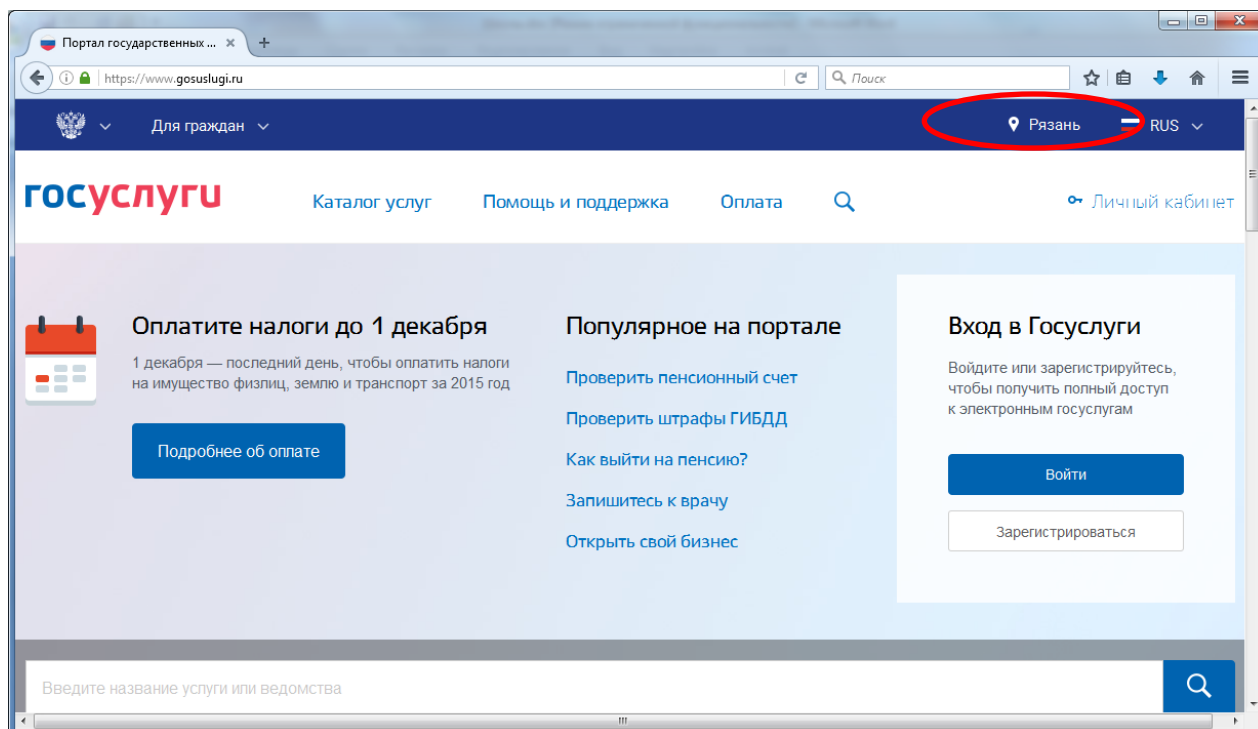 Портал государственных ...
https://www.gosuslugi.ru
Поиск
Для граждан
Рязань
RUS
госуслуги
Каталог услуг
Помощь и поддержка
Оплата
Личный кабинет
Оплатите налоги до 1 декабря
1 декабря — последний день, чтобы оплатить налоги
на имущество физлиц, землю и транспорт за 2015 год
Подробнее об оплате
Популярное на портале
Проверить пенсионный счет
Проверить штрафы ГИБДД
Как выйти на пенсию?
Запишитесь к врачу
Открыть свой бизнес
Вход в Госуслуги
Войдите или зарегистрируйтесь,
чтобы получить полный доступ
к электронным госуслугам
Войти
Зарегистрироваться
Введите название услуги или ведомства